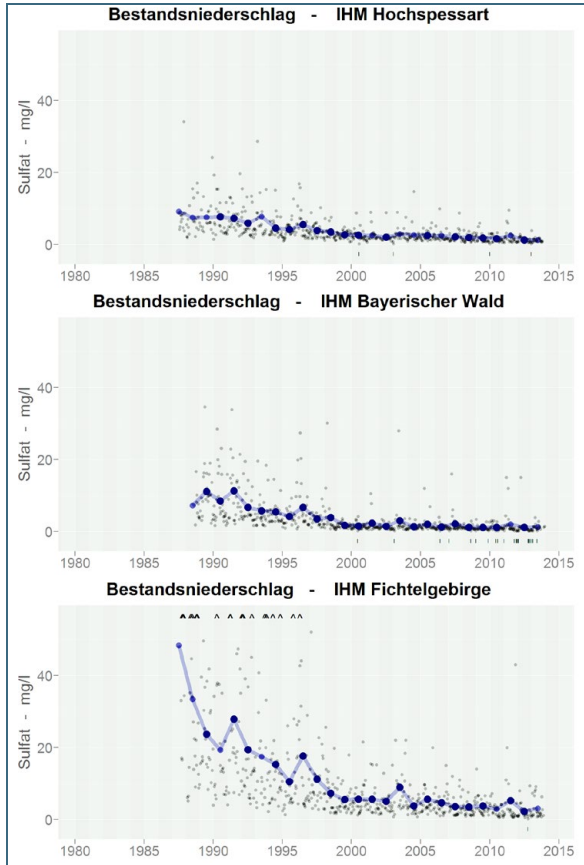 Bestandsniederschlag - IHM Hochspessart
Sulfat - mg/l
40
20
0
1980 1985 1990 1995 2000 2005 2010 2015
Bestandsniederschlag - IHM Bayerischer Wald
Sulfat - mg/l
40
20
0
1980 1985 1990 1995 2000 2005 2010 2015
Bestandsniederschlag - IHM Fichtelgebirge
Sulfat - mg/l
40
20
0
1980 1985 1990 1995 2000 2005 2010 2015